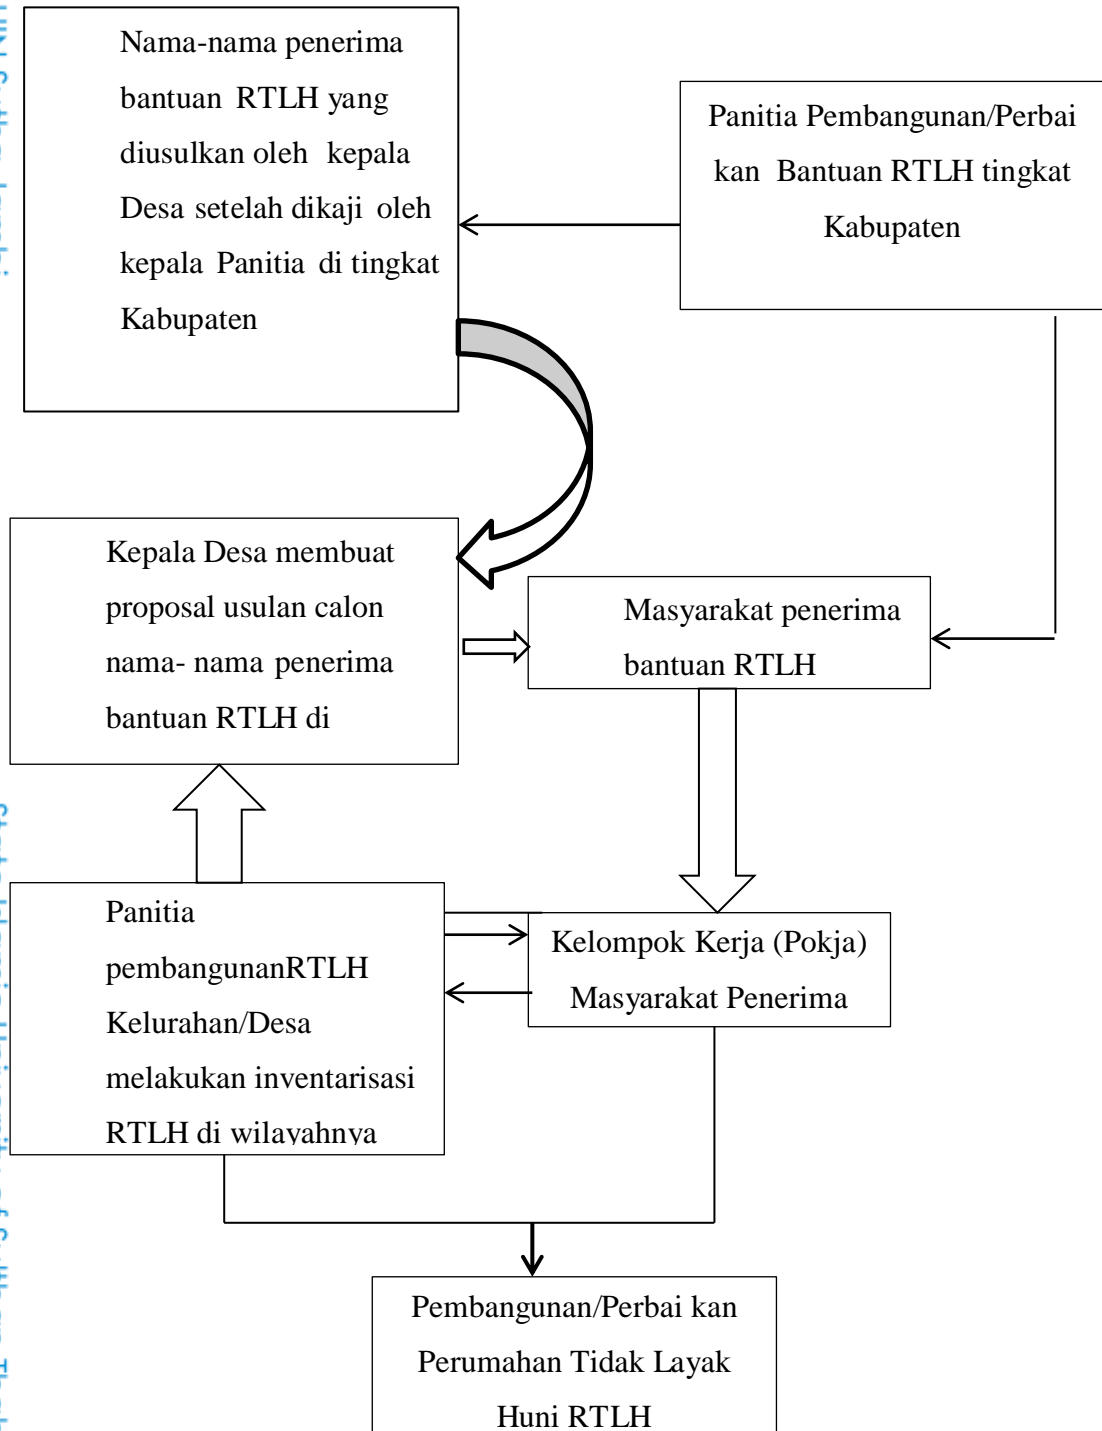 Nama-nama penerima
bantuan RTLH yang
diusulkan oleh kepala
Desa setelah dikaji oleh
kepala Panitia di tingkat
Kabupaten
Panitia Pembangunan/Perbai
kan Bantuan RTLH tingkat
Kabupaten
Kepala Desa membuat
proposal usulan calon
nama- nama penerima
bantuan RTLH di
Masyarakat penerima
bantuan RTLH
Panitia
pembangunanRTLH
Kelurahan/Desa
melakukan inventarisasi
RTLH di wilayahnya
Kelompok Kerja (Pokja)
Masyarakat Penerima
Pembangunan/Perbai kan
Perumahan Tidak Layak
Huni RTLH